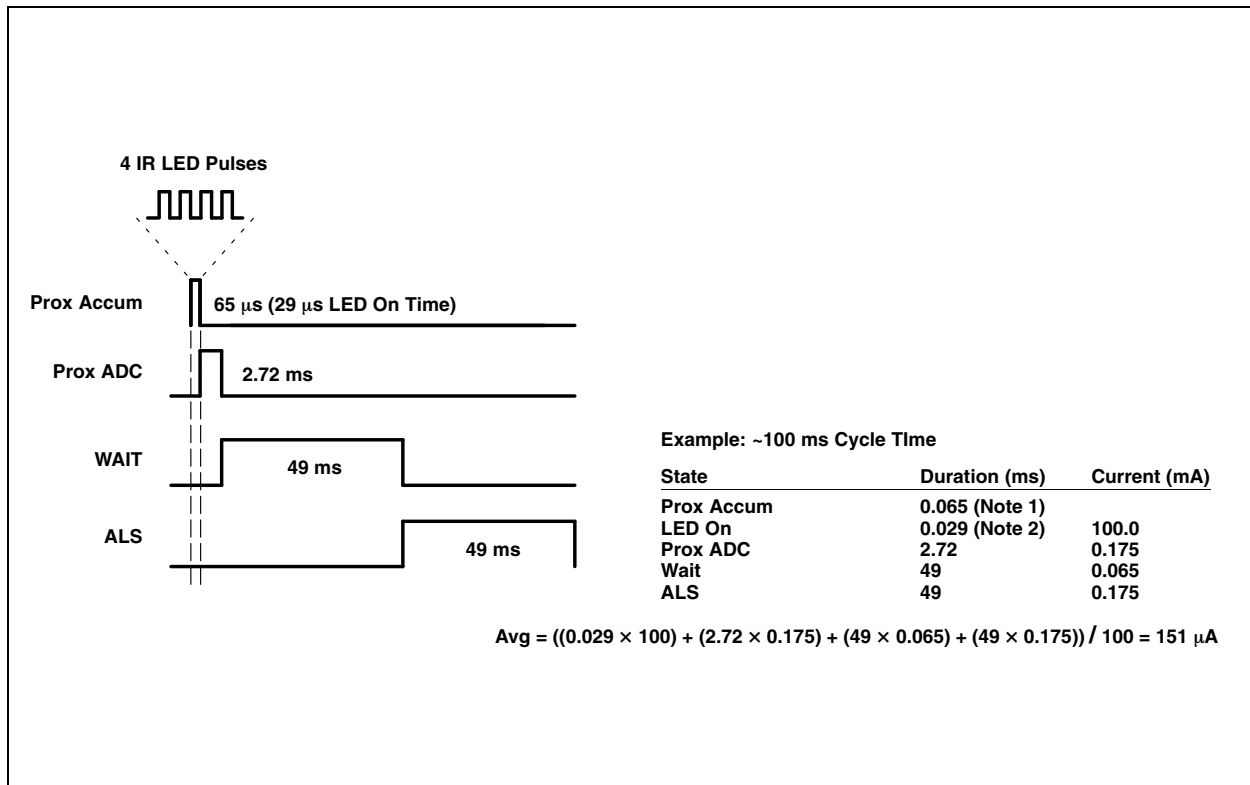 4 IR LED Pulses
Prox Accum
65 μs (29 μs LED On Time)
Prox ADC
2.72 ms
WAIT
49 ms
ALS
49 ms
Example: ~100 ms Cycle TIme
State Duration (ms) Current (mA)
Prox Accum 0.065 (Note 1)
LED On 0.029 (Note 2) 100.0
Prox ADC 2.72 0.175
Wait 49 0.065
ALS 49 0.175
Avg = ((0.029 × 100) + (2.72 × 0.175) + (49 × 0.065) + (49 × 0.175)) / 100 = 151 μA